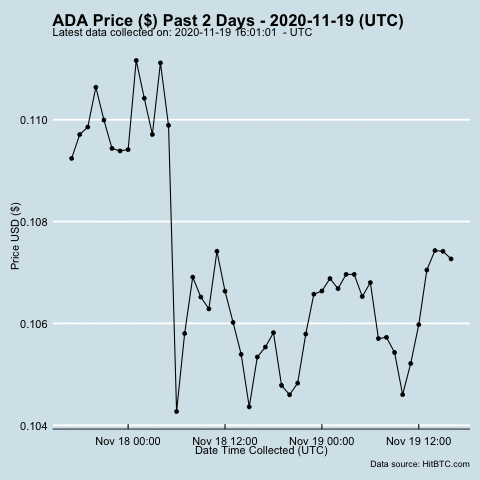 ADA Price ($) Past 2 Days - 2020-11-19 (UTC)
Latest data collected on: 2020-11-19 16:01:01 - UTC
0.110
0.108
0.106
0.104
Price USD ($)
Nov 18 00:00 Nov 18 12:00 Nov 19 00:00 Nov 19 12:00
Date Time Collected (UTC)
Data source: HitBTC.com